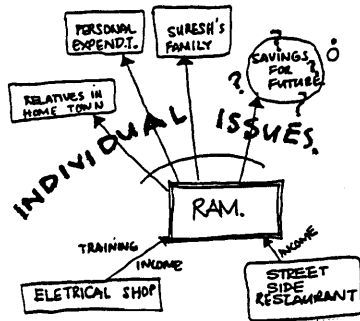 PERSONAL
EXPENDI.
SURESH'S
FAMILY
? SAVINGS ?
FOR
FUTURE. ?
?
RELATIVES IN
HOME TOWN
INDIVIDUAL
ISSUES.
RAM.
TRAINING
INCOME
INCOME
ELETRICAL SHOP
STREET
SIDE
RESTAURANT